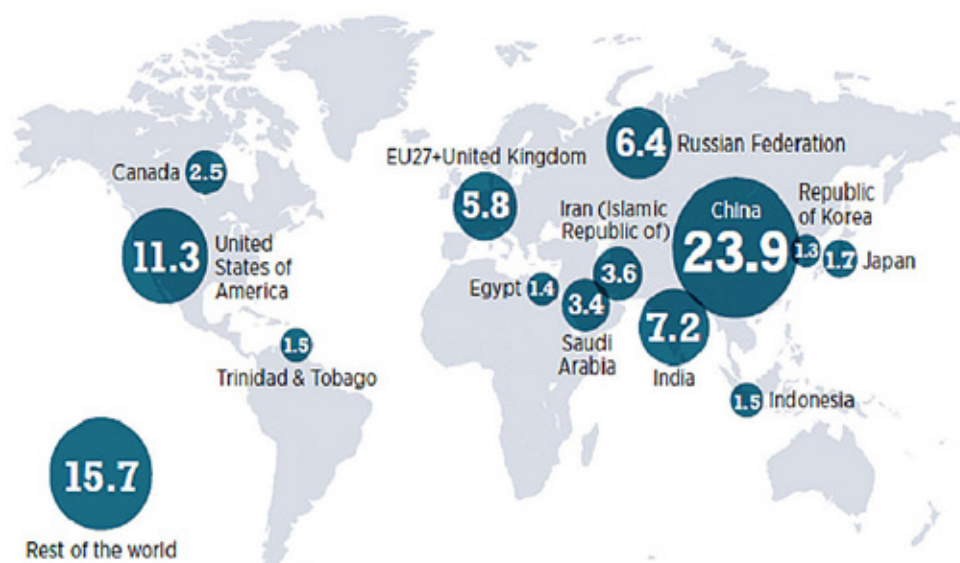 6.4 Russian Federation
EU27+United Kingdom
5.8
Canada 2.5
Republic
of Korea
1.3
China
23.9
Iran (Islamic
Republic of)
3.6
11.3
United
States of
America
1.7 Japan
Egypt 1.4
3.4
Saudi
Arabia
7.2
India
1.5
Trinidad & Tobago
1.5 Indonesia
15.7
Rest of the world